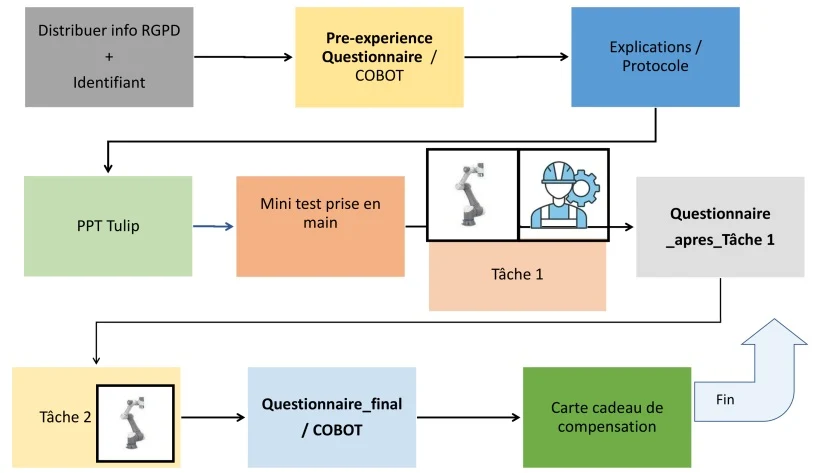 Distribuer info RGPD
+
Identifiant
Pre-experience
Questionnaire /
COBOT
Explications /
Protocole
PPT Tulip
Mini test prise en
main
Tâche 1
Questionnaire
_apres_Tâche 1
Tâche 2
Questionnaire_final
/ COBOT
Carte cadeau de
compensation
Fin